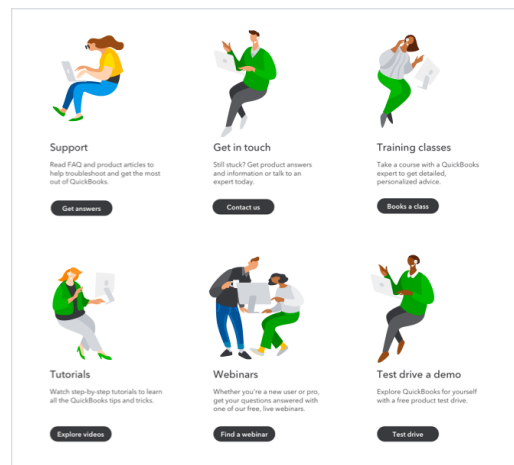 Support
Read FAQ and product articles to
help troubleshoot and get the most
out of QuickBooks.
Get answers
Get in touch
Still stuck? Get product answers
and information or talk to an
expert today.
Contact us
Training classes
Take a course with a QuickBooks
expert to get detailed,
personalized advice.
Books a class
Tutorials
Watch step-by-step tutorials to learn
all the QuickBooks tips and tricks.
Explore videos
Webinars
Whether you're a new user or pro,
get your questions answered with
one of our free, live webinars.
Find a webinar
Test drive a demo
Explore QuickBooks for yourself
with a free product test drive.
Test drive